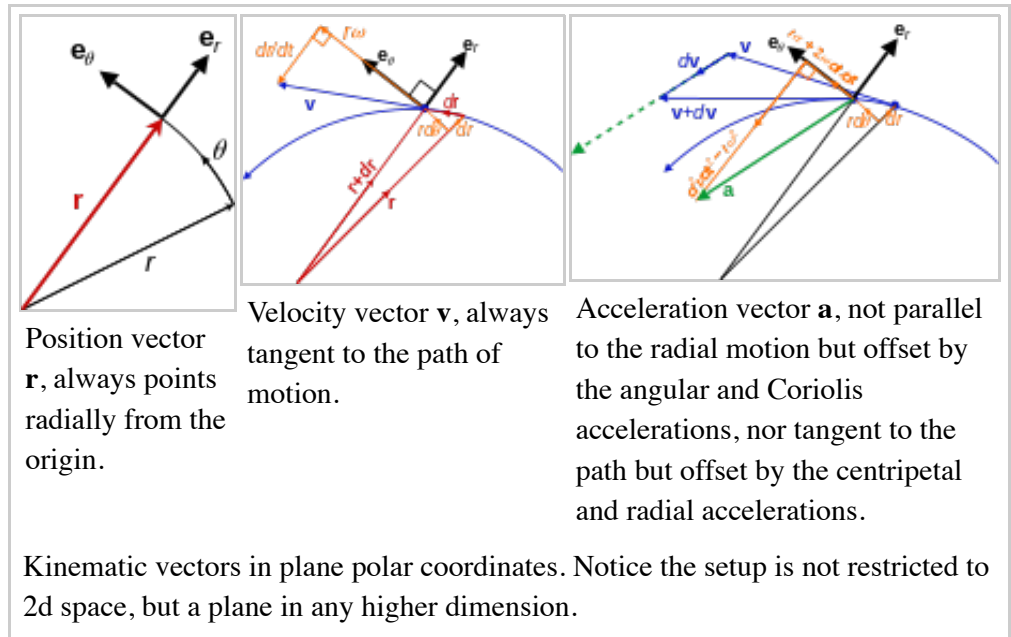 e_θ
e_r
r
θ
r
dr/dt
rω
e_θ
e_r
v
dr
rdθ
dr
r+dr
r
e_θ
e_r
v
dv
v+dv
rdθ
dr
a
Position vector
r, always points
radially from the
origin.
Velocity vector v, always
tangent to the path of
motion.
Acceleration vector a, not parallel
to the radial motion but offset by
the angular and Coriolis
accelerations, nor tangent to the
path but offset by the centripetal
and radial accelerations.
Kinematic vectors in plane polar coordinates. Notice the setup is not restricted to
2d space, but a plane in any higher dimension.